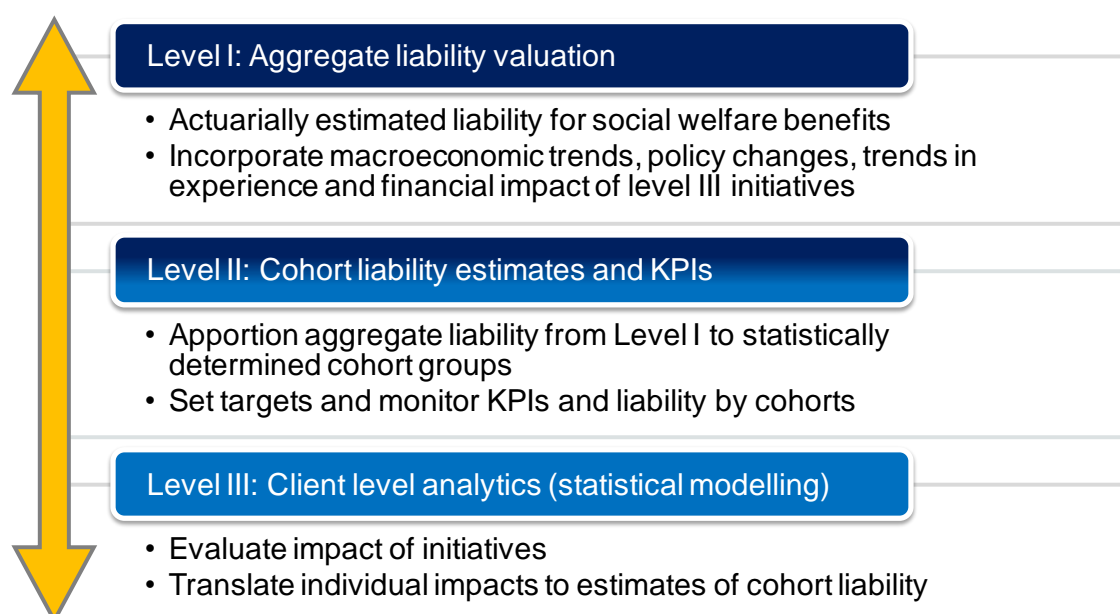 Level I: Aggregate liability valuation
• Actuarially estimated liability for social welfare benefits
• Incorporate macroeconomic trends, policy changes, trends in
experience and financial impact of level III initiatives
Level II: Cohort liability estimates and KPIs
• Apportion aggregate liability from Level I to statistically
determined cohort groups
• Set targets and monitor KPIs and liability by cohorts
Level III: Client level analytics (statistical modelling)
• Evaluate impact of initiatives
• Translate individual impacts to estimates of cohort liability